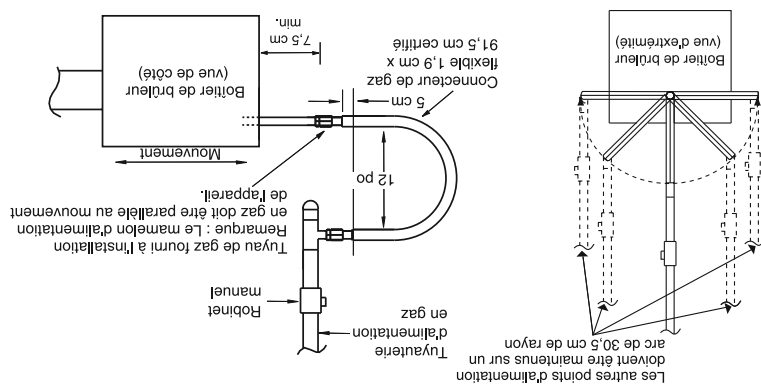 Les autres points d'alimentation
doivent être maintenus sur un
arc de 30,5 cm de rayon
Boîtier de brûleur
(vue d'extrémité)
Tuyauterie
d'alimentation
en gaz
Robinet
manuel
Tuyau de gaz fourni à l'installation
Remarque : Le mamelon d'alimentation
en gaz doit être parallèle au mouvement
de l'appareil.
12 po
Mouvement
5 cm
Connecteur de gaz
flexible 1,9 cm x
91,5 cm certifié
Boîtier de brûleur
(vue de côté)
7,5 cm
min.